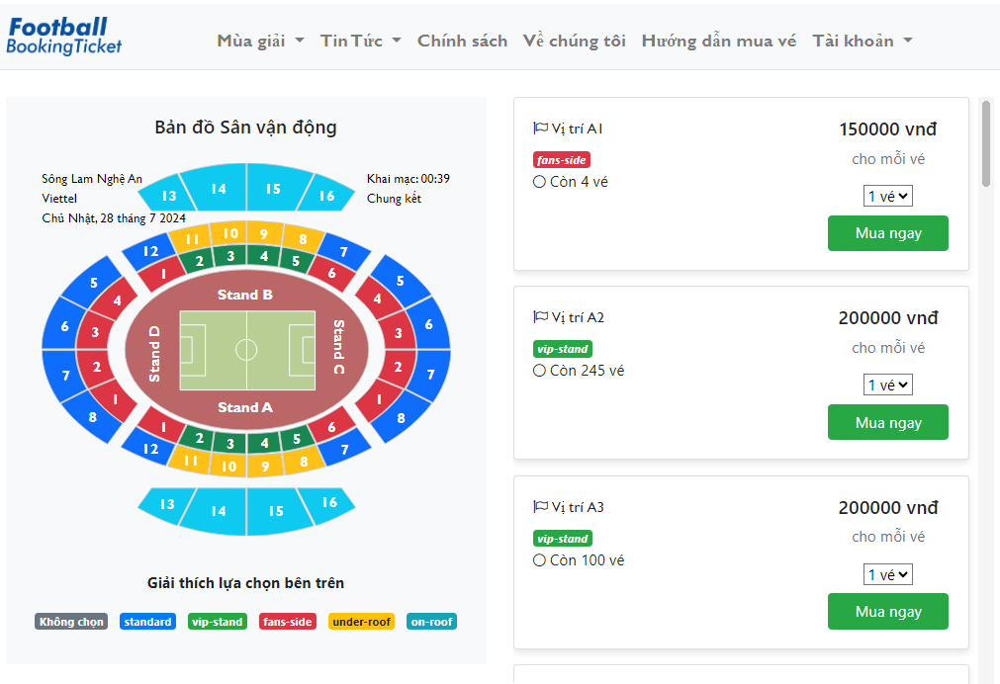 Football
BookingTicket
Mùa giải Tin Tức Chính sách Về chúng tôi Hướng dẫn mua vé Tài khoản
Bản đồ Sân vận động
Sông Lam Nghệ An
Viettel
Chủ Nhật, 28 tháng 7 2024
Khai mạc: 00:39
Chung kết
13 14 15 16
12 11 10 9 8 7
1 2 3 4 5 6
5 4
6 3
7 2
8 1
Stand B
Stand D
Stand C
Stand A
4 5
3 6
2 7
1 8
1 2 3 4 5 6
12 11 10 9 8 7
13 14 15 16
Giải thích lựa chọn bên trên
Không chọn standard vip-stand fans-side under-roof on-roof
Vị trí A1
fans-side
Còn 4 vé
150000 vnđ
cho mỗi vé
1 vé
Mua ngay
Vị trí A2
vip-stand
Còn 245 vé
200000 vnđ
cho mỗi vé
1 vé
Mua ngay
Vị trí A3
vip-stand
Còn 100 vé
200000 vnđ
cho mỗi vé
1 vé
Mua ngay